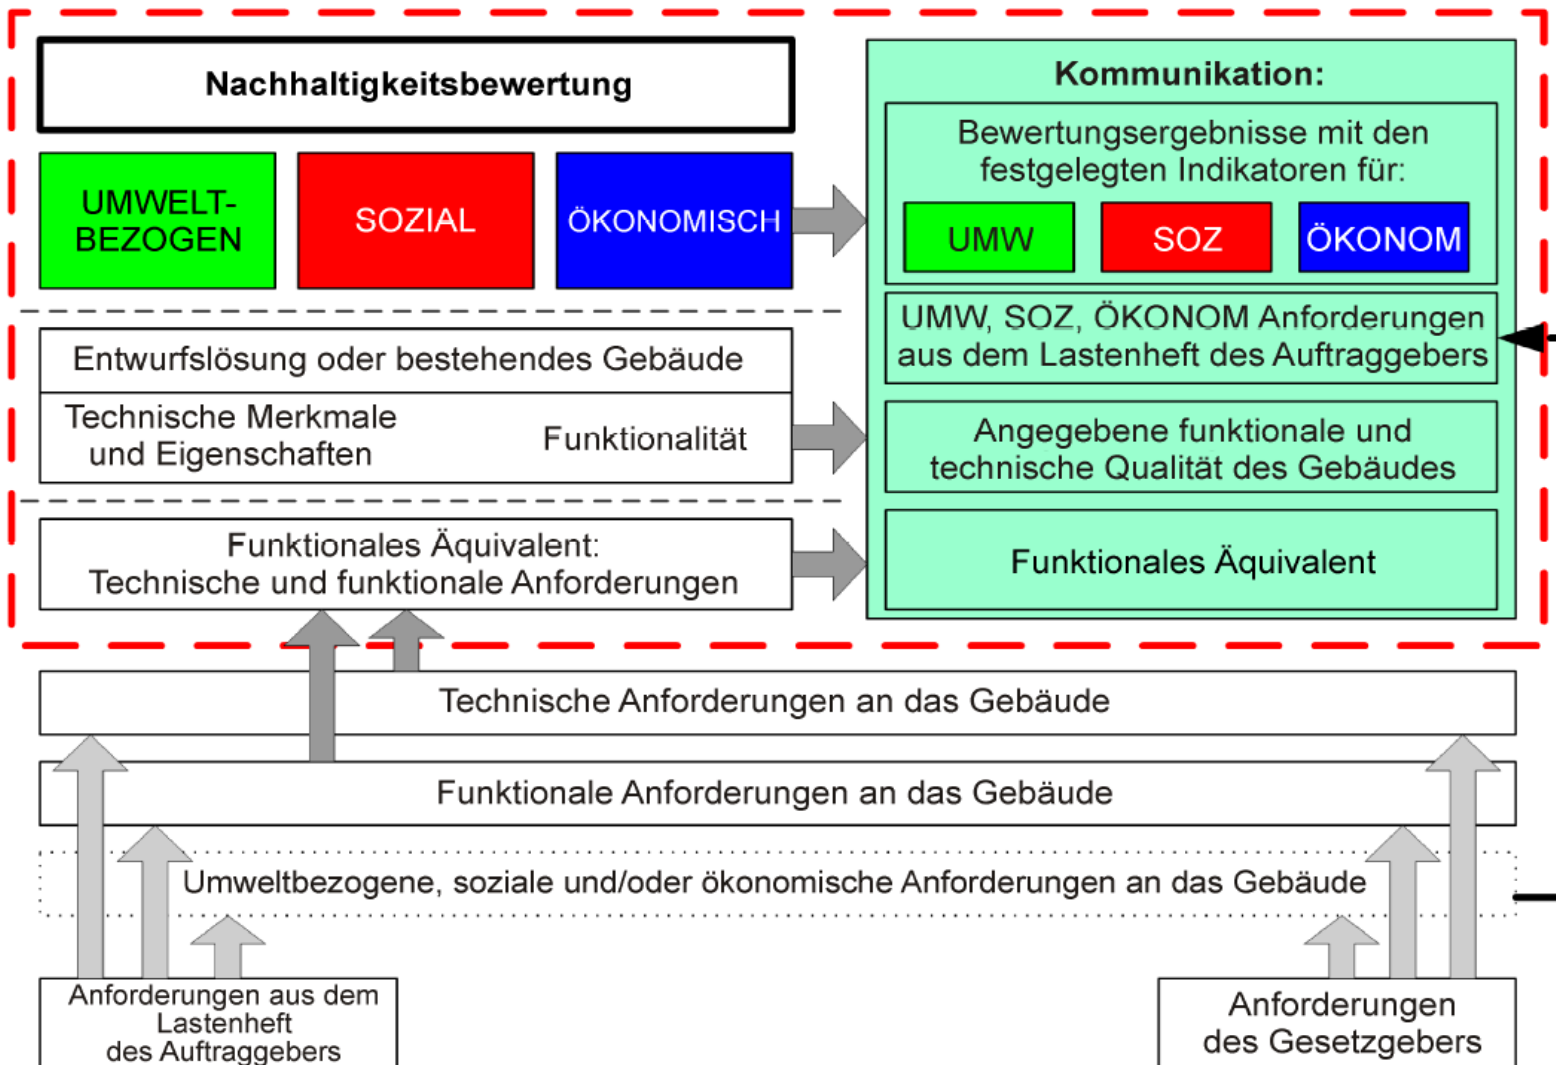 Nachhaltigkeitsbewertung
UMWELT-
BEZOGEN
SOZIAL
ÖKONOMISCH
Kommunikation:
Bewertungsergebnisse mit den
festgelegten Indikatoren für:
UMW
SOZ
ÖKONOM
UMW, SOZ, ÖKONOM Anforderungen
aus dem Lastenheft des Auftraggebers
Entwurfslösung oder bestehendes Gebäude
Technische Merkmale
und Eigenschaften
Funktionalität
Angegebene funktionale und
technische Qualität des Gebäudes
Funktionales Äquivalent:
Technische und funktionale Anforderungen
Funktionales Äquivalent
Technische Anforderungen an das Gebäude
Funktionale Anforderungen an das Gebäude
Umweltbezogene, soziale und/oder ökonomische Anforderungen an das Gebäude
Anforderungen aus dem
Lastenheft
des Auftraggebers
Anforderungen
des Gesetzgebers